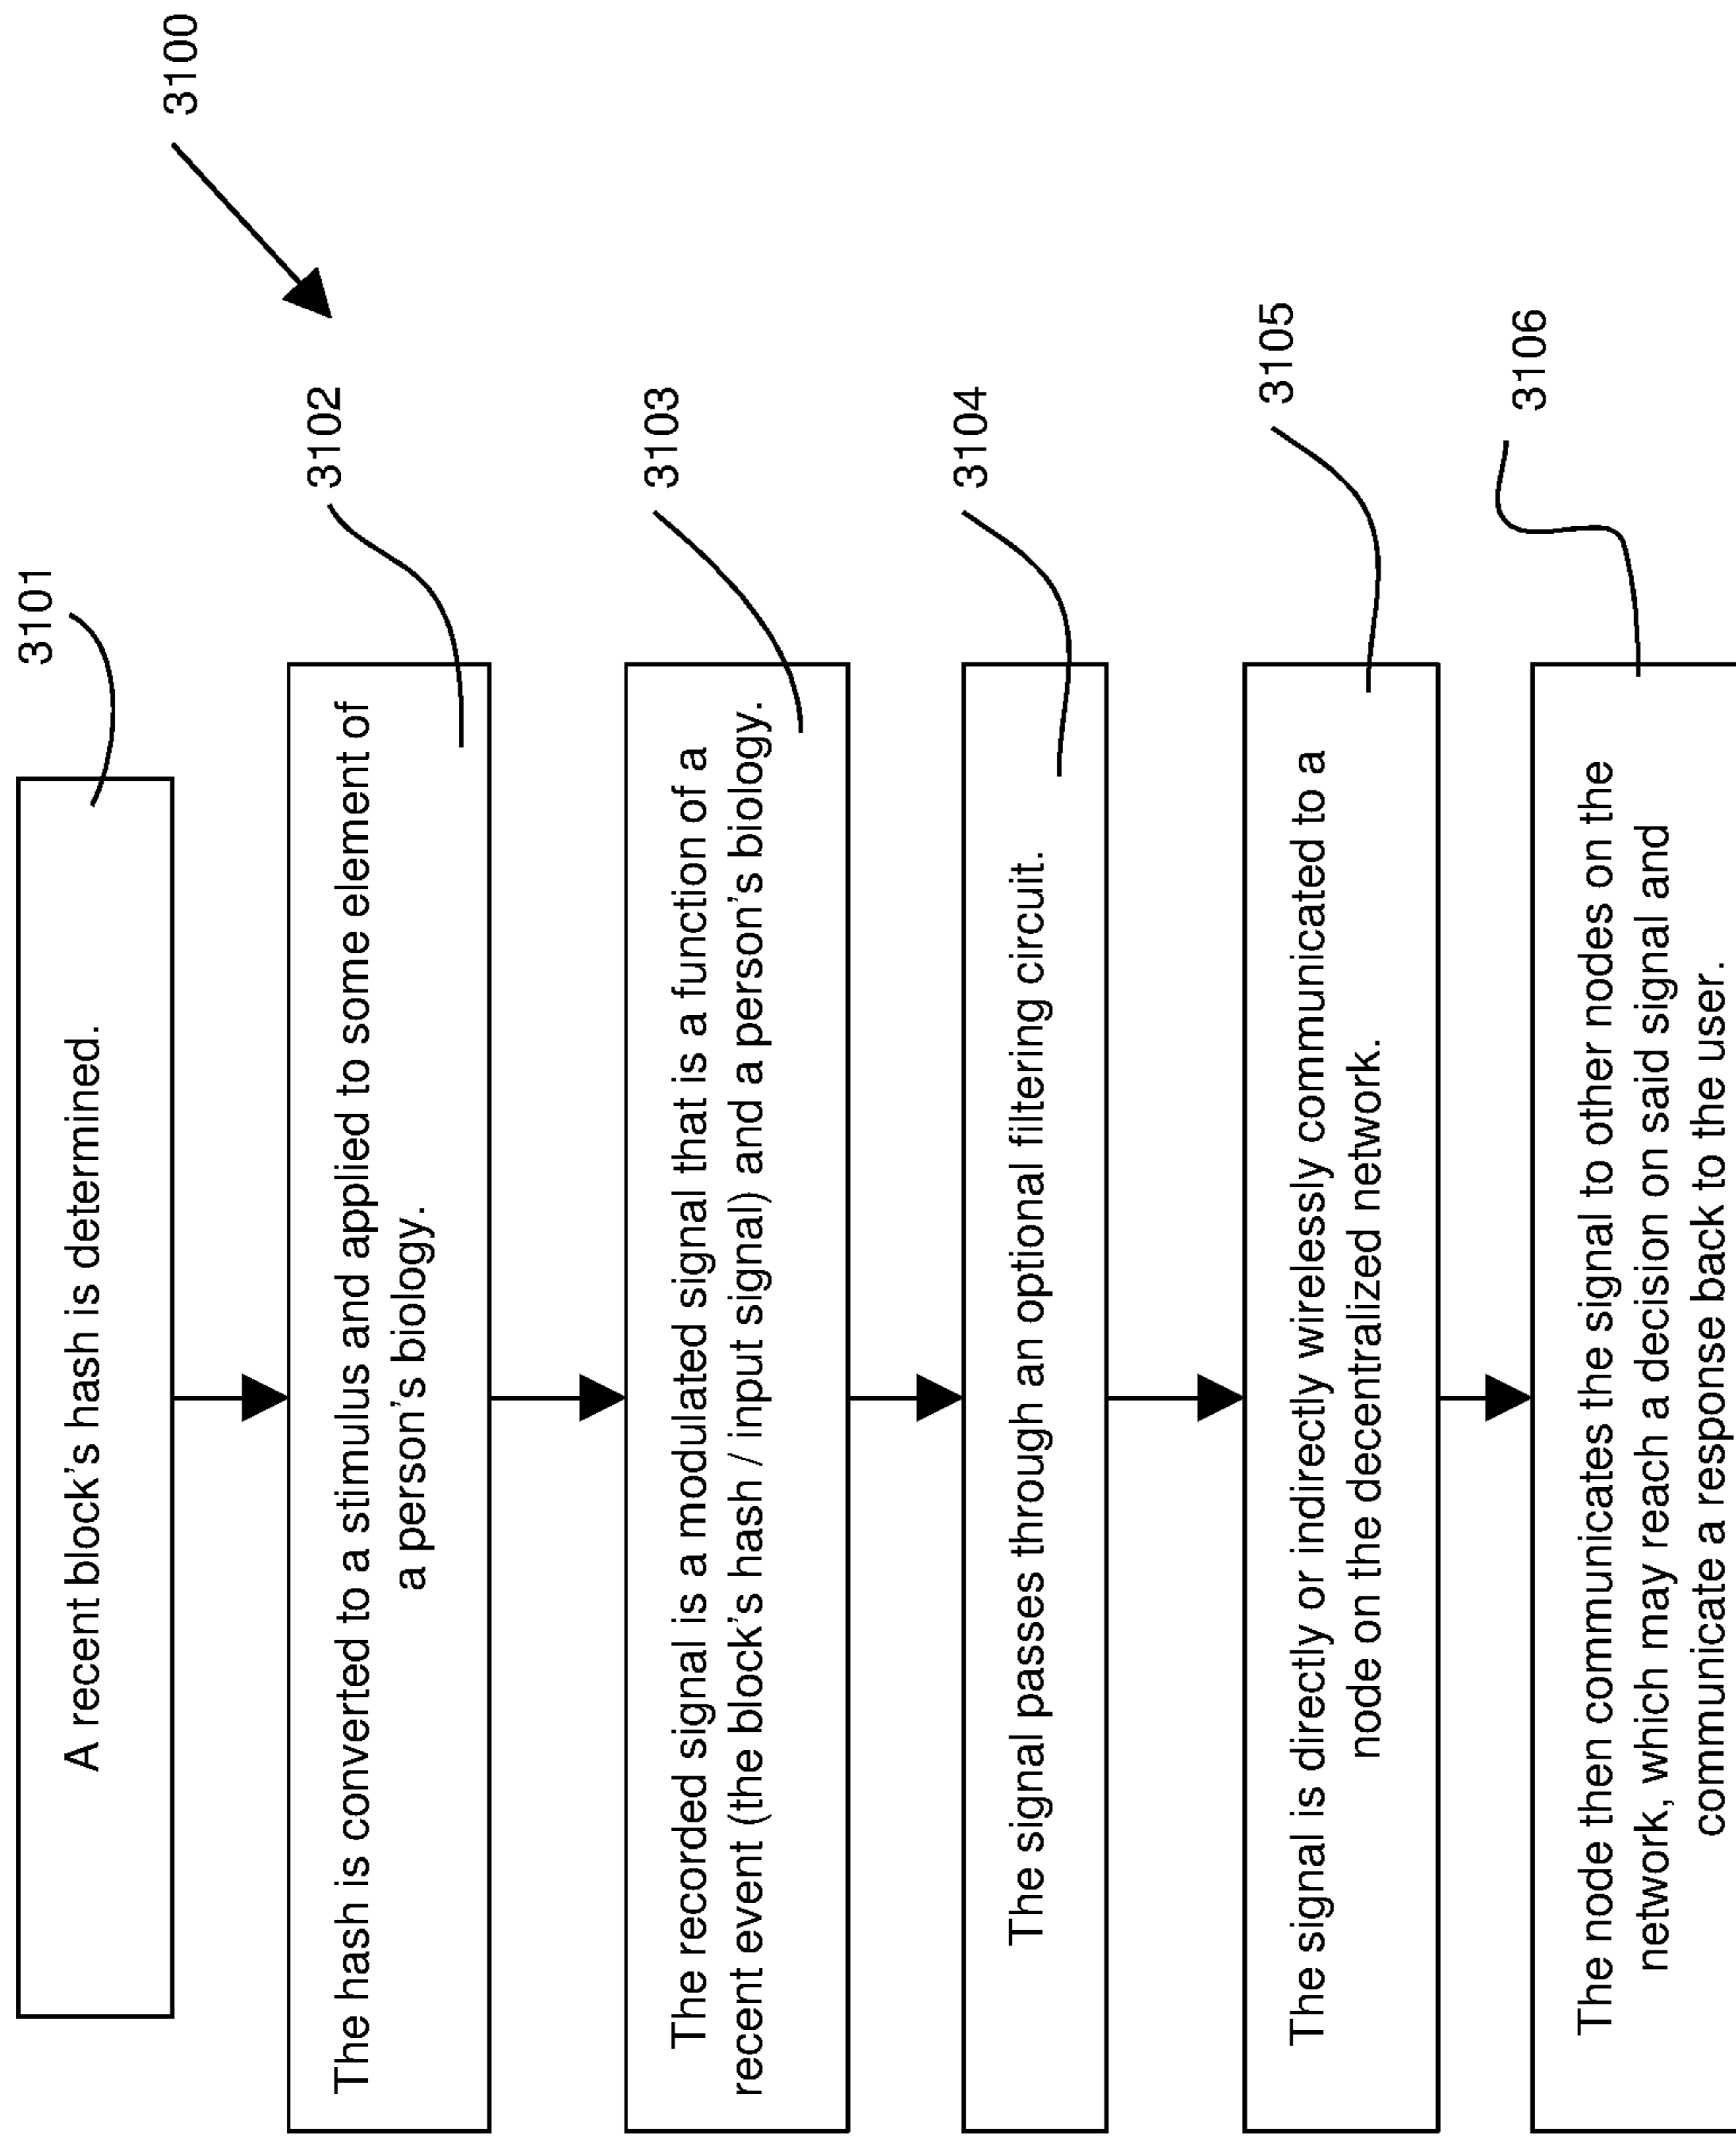 3100
3101
A recent block's hash is determined.
3102
The hash is converted to a stimulus and applied to some element of
a person's biology.
3103
The recorded signal is a modulated signal that is a function of a
recent event (the block's hash / input signal) and a person's biology.
3104
The signal passes through an optional filtering circuit.
3105
The signal is directly or indirectly wirelessly communicated to a
node on the decentralized network.
3106
The node then communicates the signal to other nodes on the
network, which may reach a decision on said signal and
communicate a response back to the user.